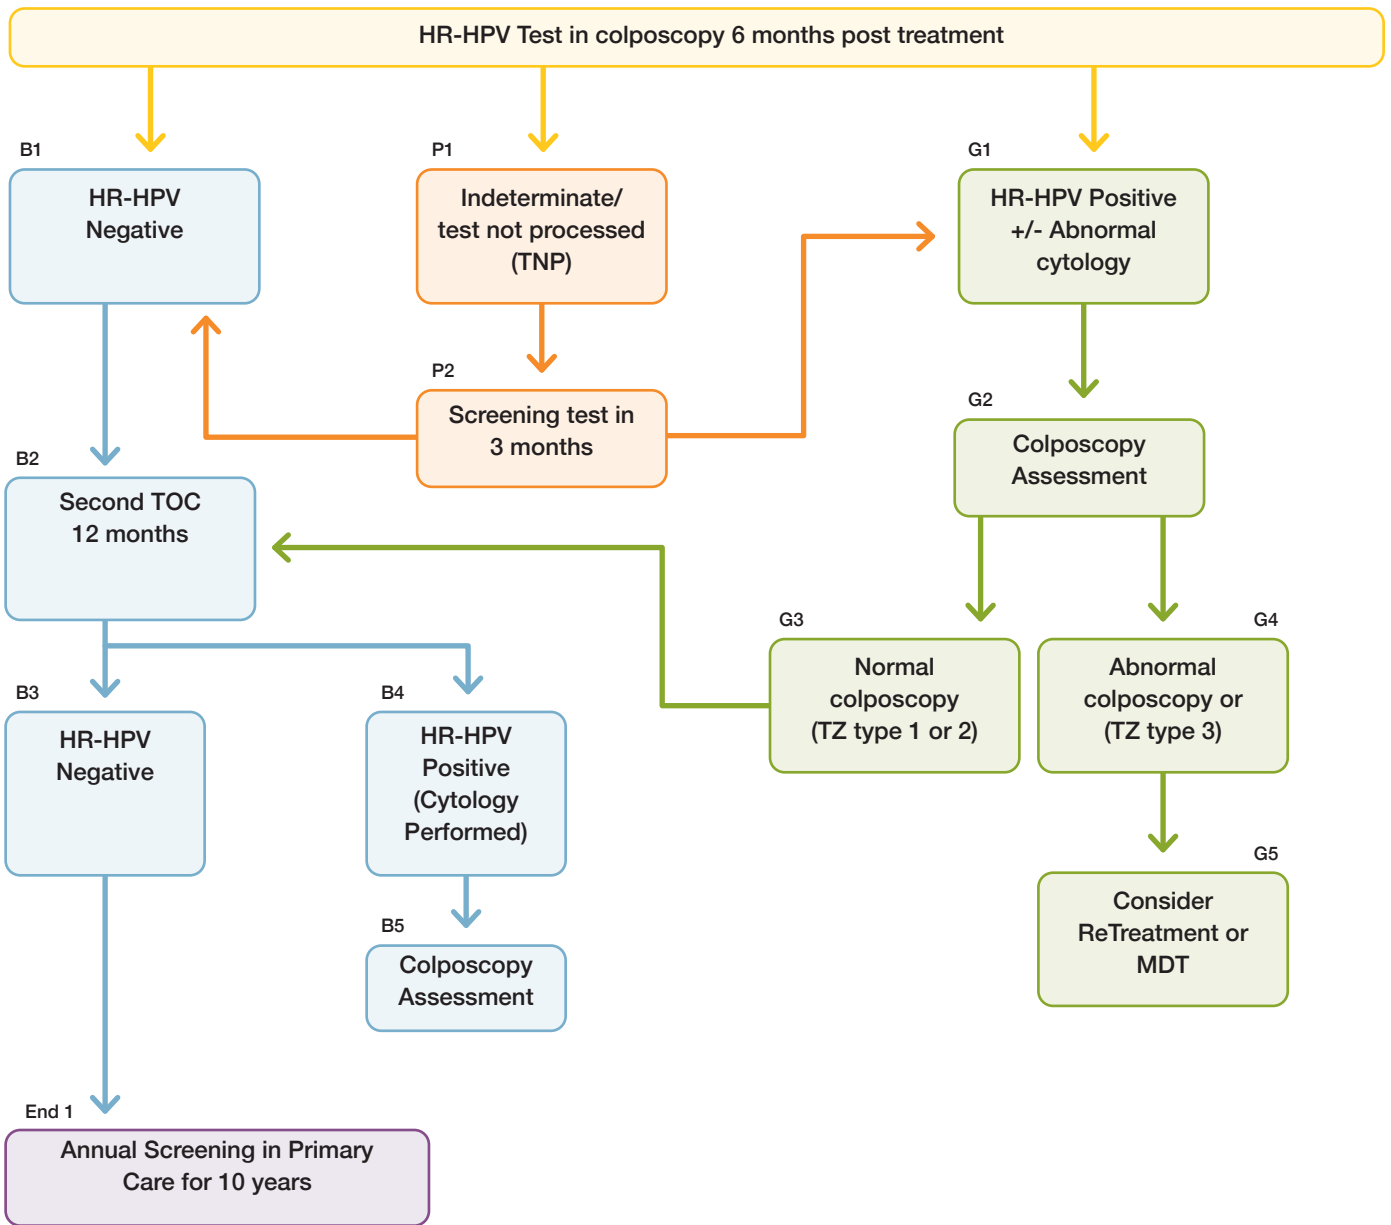 HR-HPV Test in colposcopy 6 months post treatment
B1
HR-HPV
Negative
P1
Indeterminate/
test not processed
(TNP)
G1
HR-HPV Positive
+/- Abnormal
cytology
P2
Screening test in
3 months
G2
Colposcopy
Assessment
B2
Second TOC
12 months
G3
Normal
colposcopy
(TZ type 1 or 2)
G4
Abnormal
colposcopy or
(TZ type 3)
B3
HR-HPV
Negative
B4
HR-HPV
Positive
(Cytology
Performed)
G5
Consider
ReTreatment or
MDT
B5
Colposcopy
Assessment
End 1
Annual Screening in Primary
Care for 10 years